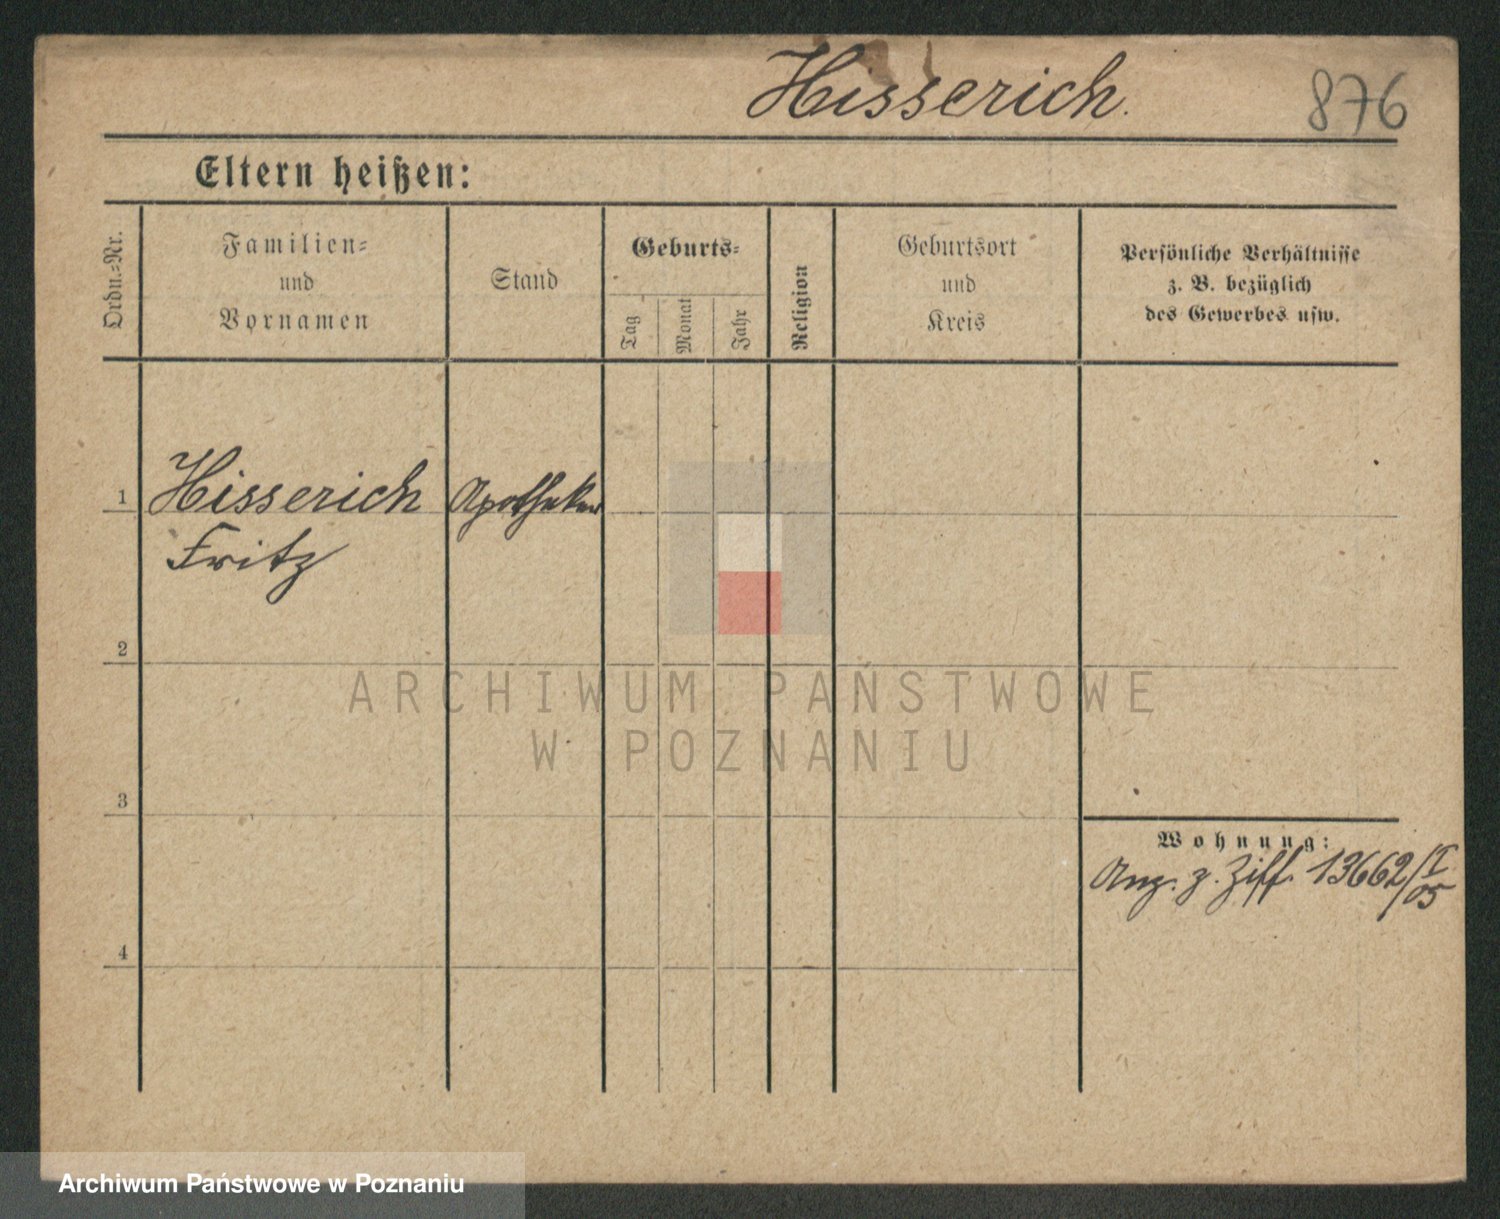 Hisserich.
876
Eltern heißen:
Ordn.-Nr.
Familien-
und
Vornamen
Stand
Geburts-
Tag
Monat
Jahr
Religion
Geburtsort
und
Kreis
Persönliche Verhältnisse
z. B. bezüglich
des Gewerbes usw.
1
Hisserich
Fritz
Apotheker
2
ARCHIWUM PAŃSTWOWE
W POZNANIU
3
Wohnung:
Anz. z. Ziff. 13662/I/05
4
Archiwum Państwowe w Poznaniu